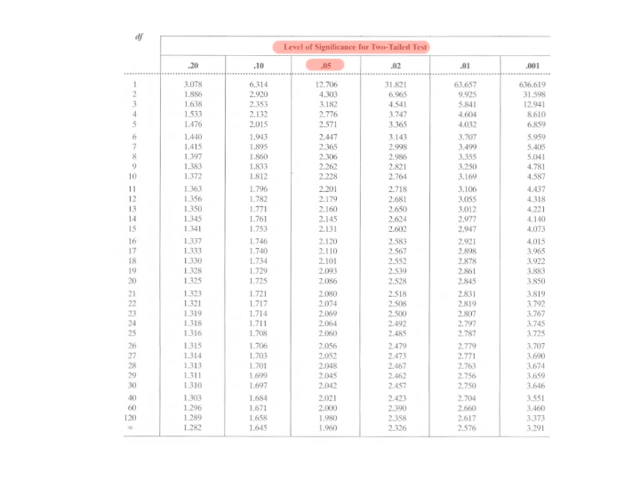 df
Level of Significance for Two-Tailed Test
.20 .10 .05 .02 .01 .001
1 3.078 6.314 12.706 31.821 63.657 636.619
2 1.886 2.920 4.303 6.965 9.925 31.598
3 1.638 2.353 3.182 4.541 5.841 12.941
4 1.533 2.132 2.776 3.747 4.604 8.610
5 1.476 2.015 2.571 3.365 4.032 6.859
6 1.440 1.943 2.447 3.143 3.707 5.959
7 1.415 1.895 2.365 2.998 3.499 5.405
8 1.397 1.860 2.306 2.986 3.355 5.041
9 1.383 1.833 2.262 2.821 3.250 4.781
10 1.372 1.812 2.228 2.764 3.169 4.587
11 1.363 1.796 2.201 2.718 3.106 4.437
12 1.356 1.782 2.179 2.681 3.055 4.318
13 1.350 1.771 2.160 2.650 3.012 4.221
14 1.345 1.761 2.145 2.624 2.977 4.140
15 1.341 1.753 2.131 2.602 2.947 4.073
16 1.337 1.746 2.120 2.583 2.921 4.015
17 1.333 1.740 2.110 2.567 2.898 3.965
18 1.330 1.734 2.101 2.552 2.878 3.922
19 1.328 1.729 2.093 2.539 2.861 3.883
20 1.325 1.725 2.086 2.528 2.845 3.850
21 1.323 1.721 2.080 2.518 2.831 3.819
22 1.321 1.717 2.074 2.508 2.819 3.792
23 1.319 1.714 2.069 2.500 2.807 3.767
24 1.318 1.711 2.064 2.492 2.797 3.745
25 1.316 1.708 2.060 2.485 2.787 3.725
26 1.315 1.706 2.056 2.479 2.779 3.707
27 1.314 1.703 2.052 2.473 2.771 3.690
28 1.313 1.701 2.048 2.467 2.763 3.674
29 1.311 1.699 2.045 2.462 2.756 3.659
30 1.310 1.697 2.042 2.457 2.750 3.646
40 1.303 1.684 2.021 2.423 2.704 3.551
60 1.296 1.671 2.000 2.390 2.660 3.460
120 1.289 1.658 1.980 2.358 2.617 3.373
∞ 1.282 1.645 1.960 2.326 2.576 3.291